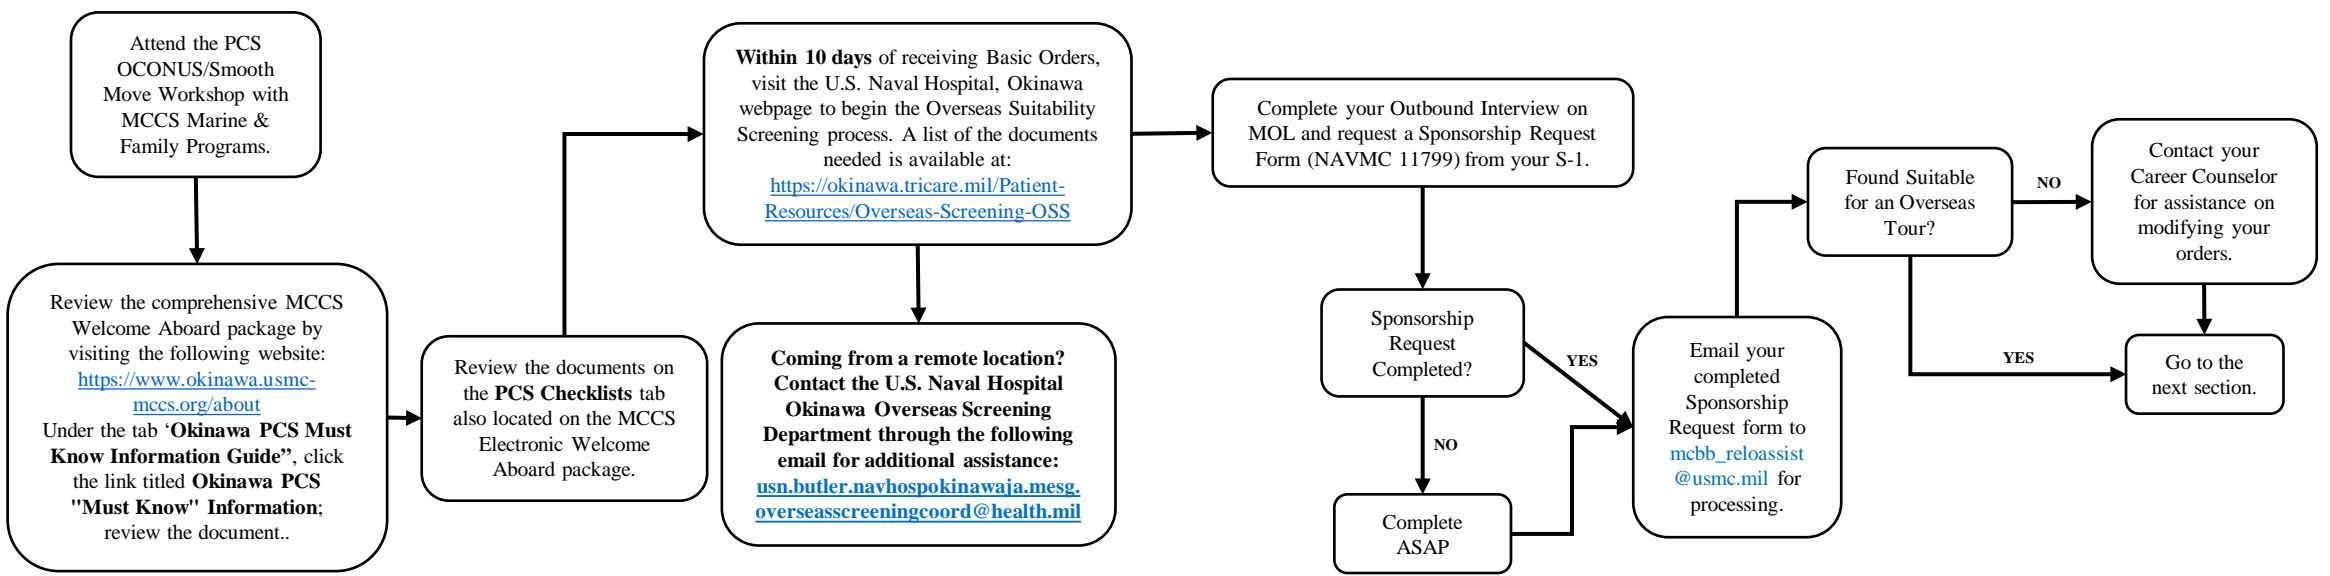 Attend the PCS
OCONUS/Smooth
Move Workshop with
MCCS Marine &
Family Programs.
Review the comprehensive MCCS
Welcome Aboard package by
visiting the following website:
https://www.okinawa.usmc-
mccs.org/about
Under the tab ‘Okinawa PCS Must
Know Information Guide”, click
the link titled Okinawa PCS
"Must Know" Information;
review the document..
Review the documents on
the PCS Checklists tab
also located on the MCCS
Electronic Welcome
Aboard package.
Within 10 days of receiving Basic Orders,
visit the U.S. Naval Hospital, Okinawa
webpage to begin the Overseas Suitability
Screening process. A list of the documents
needed is available at:
https://okinawa.tricare.mil/Patient-
Resources/Overseas-Screening-OSS
Coming from a remote location?
Contact the U.S. Naval Hospital
Okinawa Overseas Screening
Department through the following
email for additional assistance:
usn.butler.navhospokinawaja.mesg.
overseasscreeningcoord@health.mil
Complete your Outbound Interview on
MOL and request a Sponsorship Request
Form (NAVMC 11799) from your S-1.
Sponsorship
Request
Completed?
YES
NO
Complete
ASAP
Email your
completed
Sponsorship
Request form to
mcbb_reloassist
@usmc.mil for
processing.
Found Suitable
for an Overseas
Tour?
NO
YES
Contact your
Career Counselor
for assistance on
modifying your
orders.
Go to the
next section.